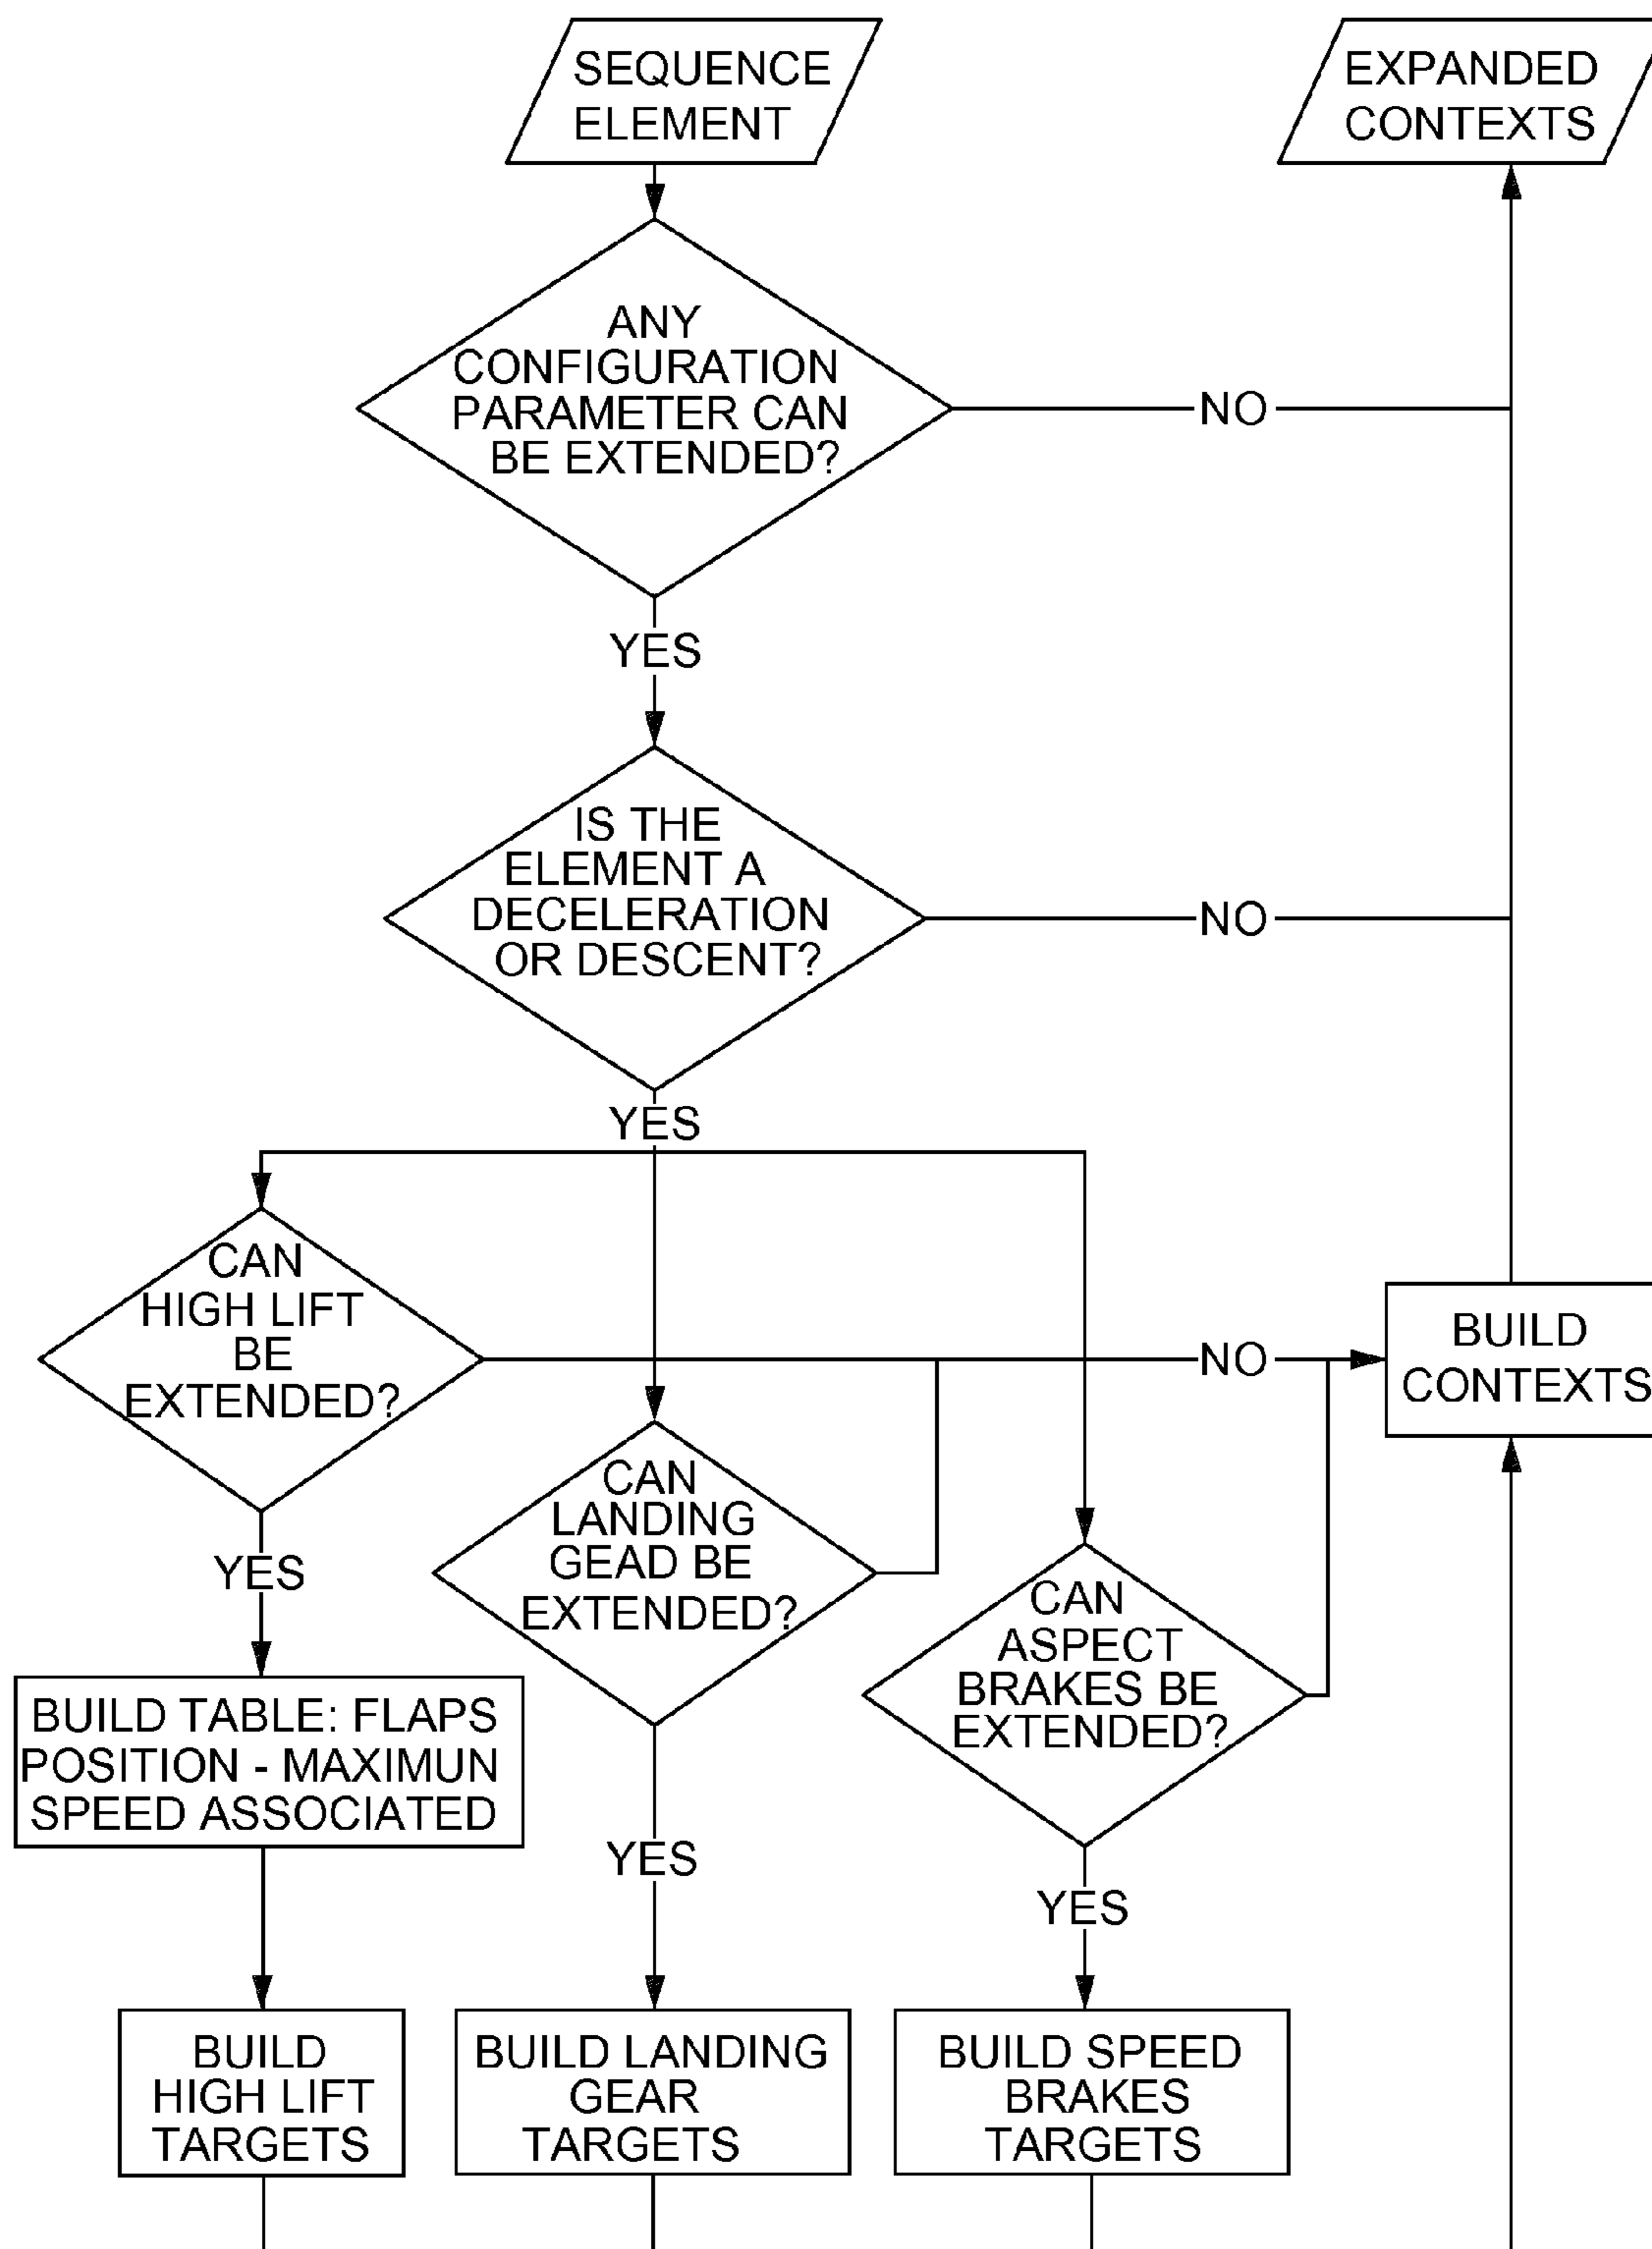 SEQUENCE
ELEMENT
EXPANDED
CONTEXTS
ANY
CONFIGURATION
PARAMETER CAN
BE EXTENDED?
NO
YES
IS THE
ELEMENT A
DECELERATION
OR DESCENT?
NO
YES
CAN
HIGH LIFT
BE
EXTENDED?
NO
BUILD
CONTEXTS
CAN
LANDING
GEAD BE
EXTENDED?
CAN
ASPECT
BRAKES BE
EXTENDED?
YES
BUILD TABLE: FLAPS
POSITION - MAXIMUN
SPEED ASSOCIATED
YES
YES
BUILD
HIGH LIFT
TARGETS
BUILD LANDING
GEAR
TARGETS
BUILD SPEED
BRAKES
TARGETS